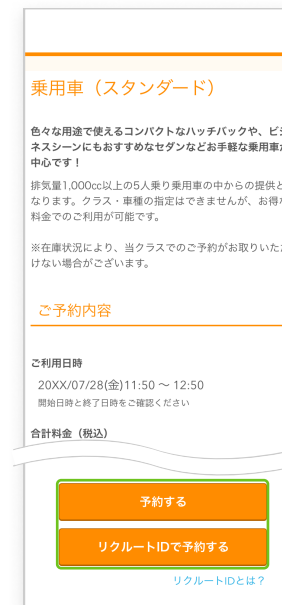 乗用車（スタンダード）
色々な用途で使えるコンパクトなハッチバックや、ビ
ネスシーンにもおすすめなセダンなどお手軽な乗用車
中心です！
排気量1,000cc以上の5人乗り乗用車の中からの提供と
なります。クラス・車種の指定はできませんが、お得
料金でのご利用が可能です。
※在庫状況により、当クラスでのご予約がお取りいた
けない場合がございます。
ご予約内容
ご利用日時
20XX/07/28(金)11:50 〜 12:50
開始日時と終了日時をご確認ください
合計料金（税込）
予約する
リクルートIDで予約する
リクルートIDとは？